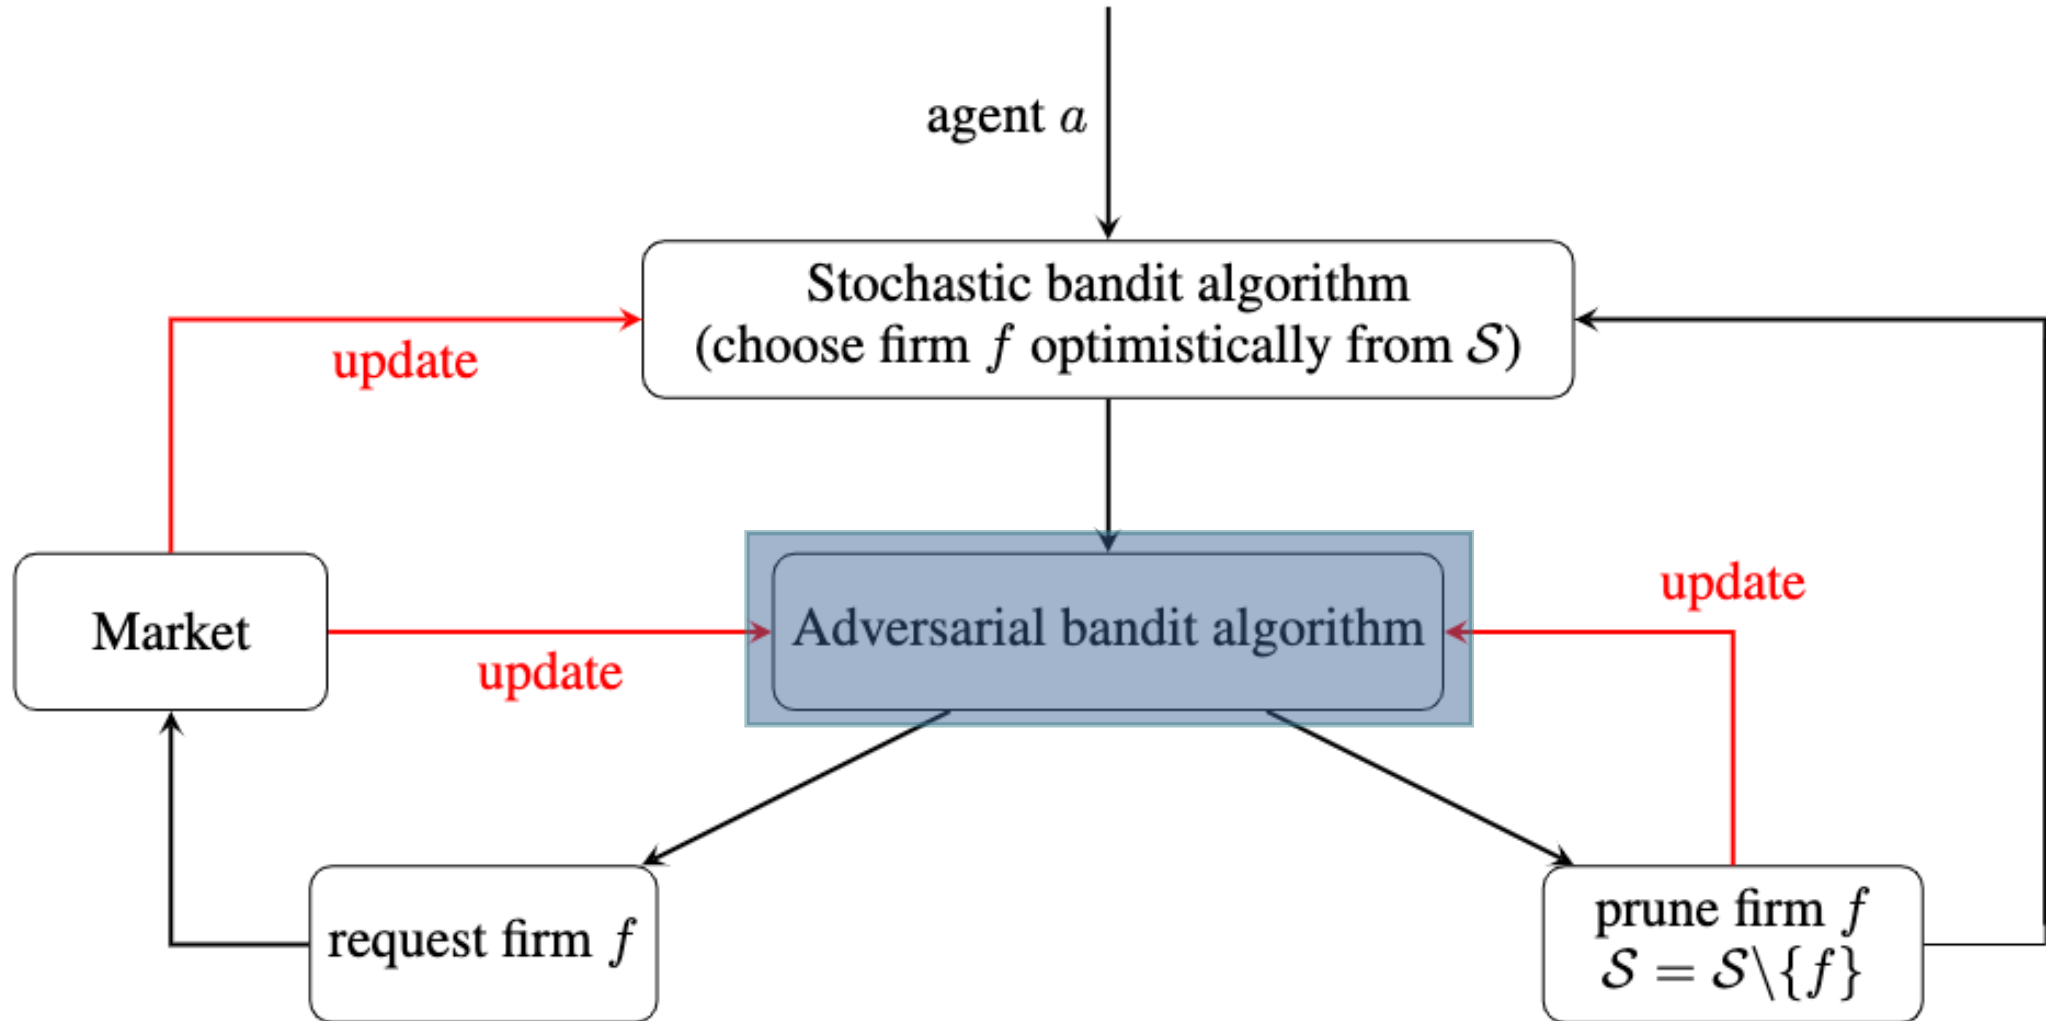 agent a
Stochastic bandit algorithm
(choose firm f optimistically from 𝒮)
update
Market
update
Adversarial bandit algorithm
update
request firm f
prune firm f
𝒮 = 𝒮\{f}